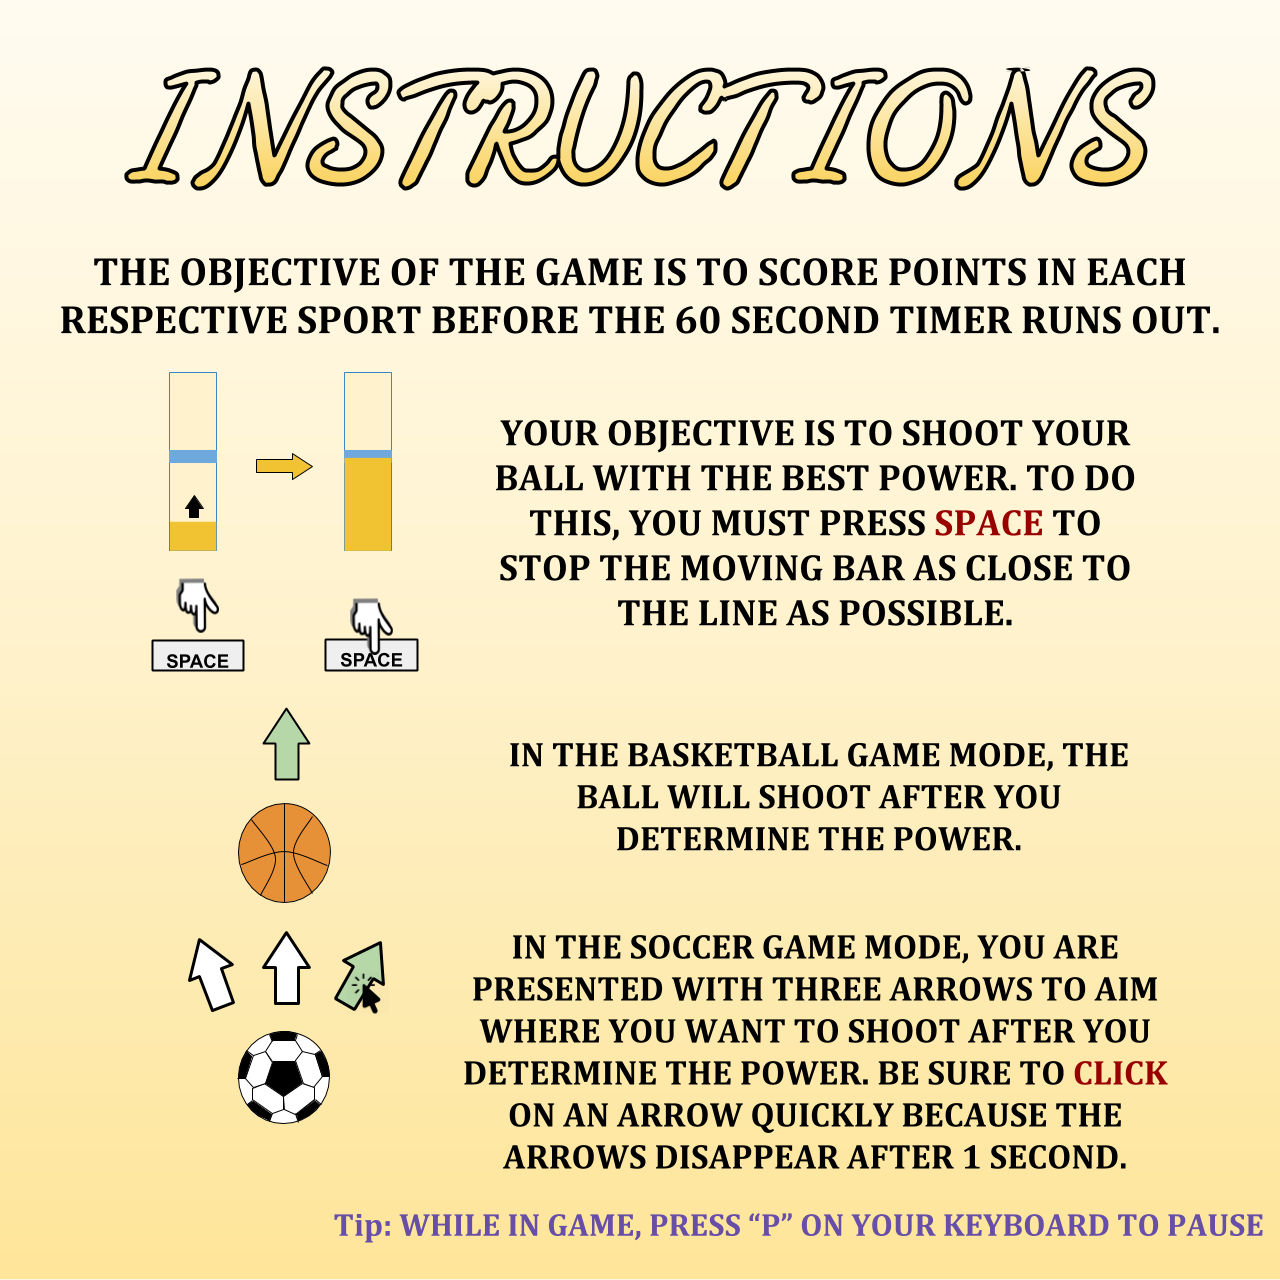 INSTRUCTIONS
THE OBJECTIVE OF THE GAME IS TO SCORE POINTS IN EACH
RESPECTIVE SPORT BEFORE THE 60 SECOND TIMER RUNS OUT.
YOUR OBJECTIVE IS TO SHOOT YOUR
BALL WITH THE BEST POWER. TO DO
THIS, YOU MUST PRESS SPACE TO
STOP THE MOVING BAR AS CLOSE TO
THE LINE AS POSSIBLE.
SPACE
SPACE
IN THE BASKETBALL GAME MODE, THE
BALL WILL SHOOT AFTER YOU
DETERMINE THE POWER.
IN THE SOCCER GAME MODE, YOU ARE
PRESENTED WITH THREE ARROWS TO AIM
WHERE YOU WANT TO SHOOT AFTER YOU
DETERMINE THE POWER. BE SURE TO CLICK
ON AN ARROW QUICKLY BECAUSE THE
ARROWS DISAPPEAR AFTER 1 SECOND.
Tip: WHILE IN GAME, PRESS “P” ON YOUR KEYBOARD TO PAUSE